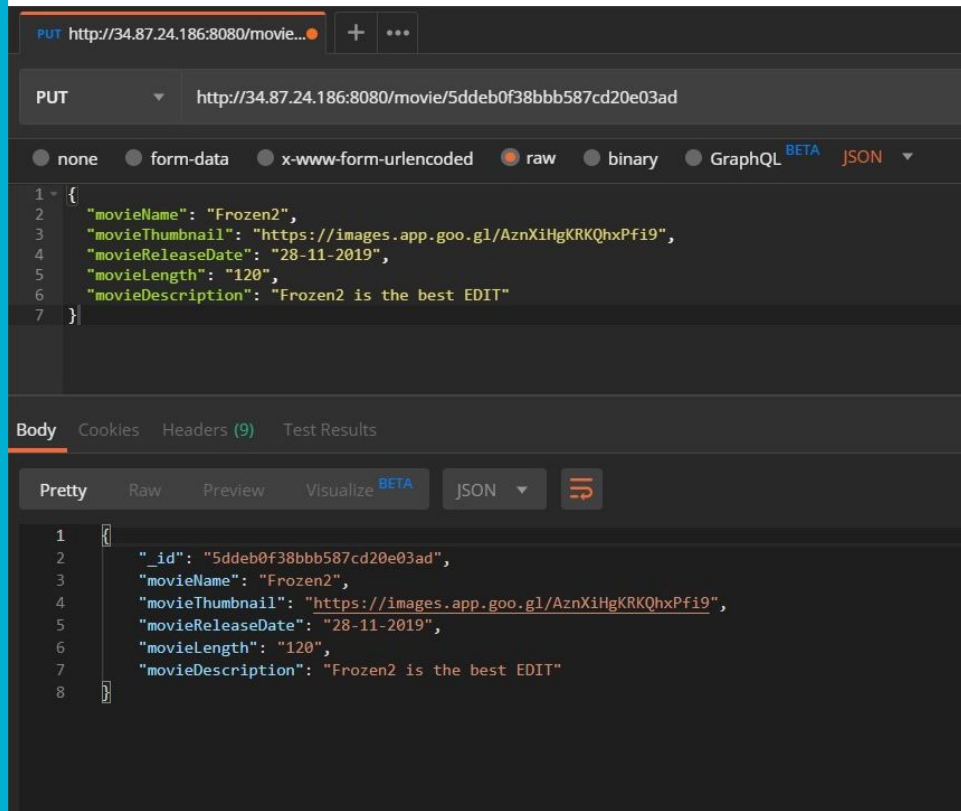 PUT http://34.87.24.186:8080/movie... + •••
PUT http://34.87.24.186:8080/movie/5ddeb0f38bbb587cd20e03ad
none form-data x-www-form-urlencoded raw binary GraphQL BETA JSON
1 {
2 "movieName": "Frozen2",
3 "movieThumbnail": "https://images.app.goo.gl/AznXiHgKRKQhxPfi9",
4 "movieReleaseDate": "28-11-2019",
5 "movieLength": "120",
6 "movieDescription": "Frozen2 is the best EDIT"
7 }
Body Cookies Headers (9) Test Results
Pretty Raw Preview Visualize BETA JSON
1 {
2 "_id": "5ddeb0f38bbb587cd20e03ad",
3 "movieName": "Frozen2",
4 "movieThumbnail": "https://images.app.goo.gl/AznXiHgKRKQhxPfi9",
5 "movieReleaseDate": "28-11-2019",
6 "movieLength": "120",
7 "movieDescription": "Frozen2 is the best EDIT"
8 }